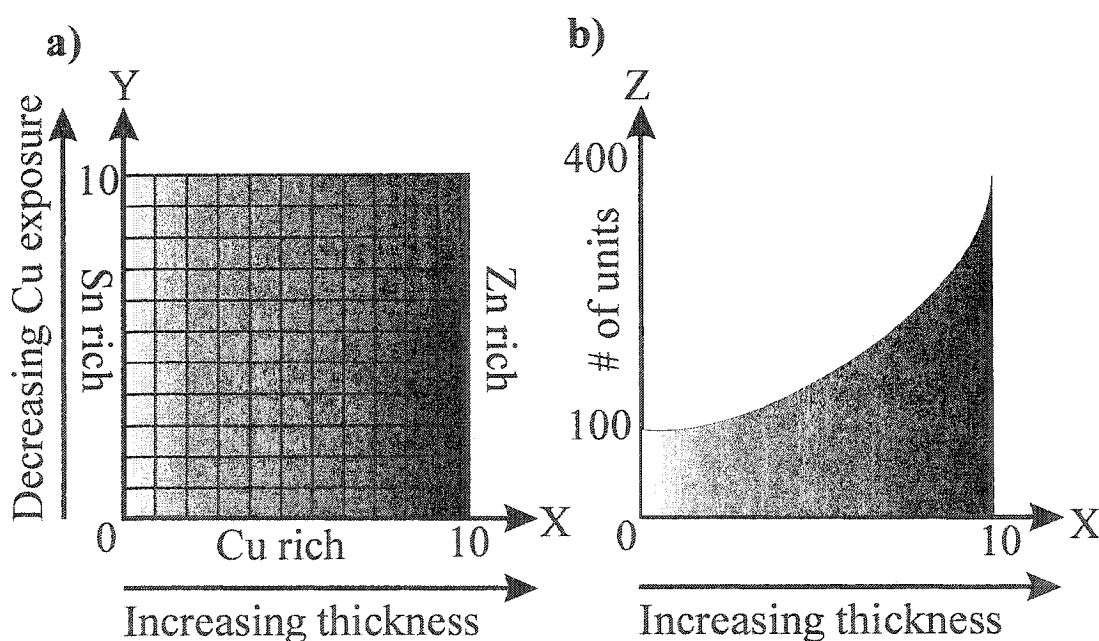 a)
Y
Decreasing Cu exposure
10
Sn rich
Zn rich
0
Cu rich
10
X
Increasing thickness
b)
Z
400
# of units
100
0
10
X
Increasing thickness